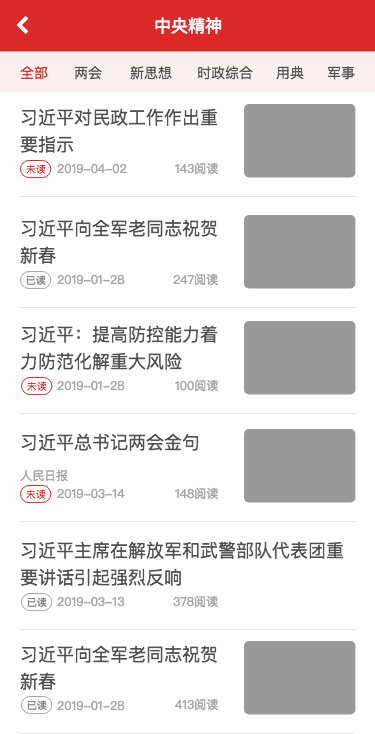 中央精神
全部 两会 新思想 时政综合 用典 军事
习近平对民政工作作出重
要指示
未读 2019-04-02 143阅读
习近平向全军老同志祝贺
新春
已读 2019-01-28 247阅读
习近平：提高防控能力着
力防范化解重大风险
未读 2019-01-28 100阅读
习近平总书记两会金句
人民日报
未读 2019-03-14 148阅读
习近平主席在解放军和武警部队代表团重
要讲话引起强烈反响
已读 2019-03-13 378阅读
习近平向全军老同志祝贺
新春
已读 2019-01-28 413阅读